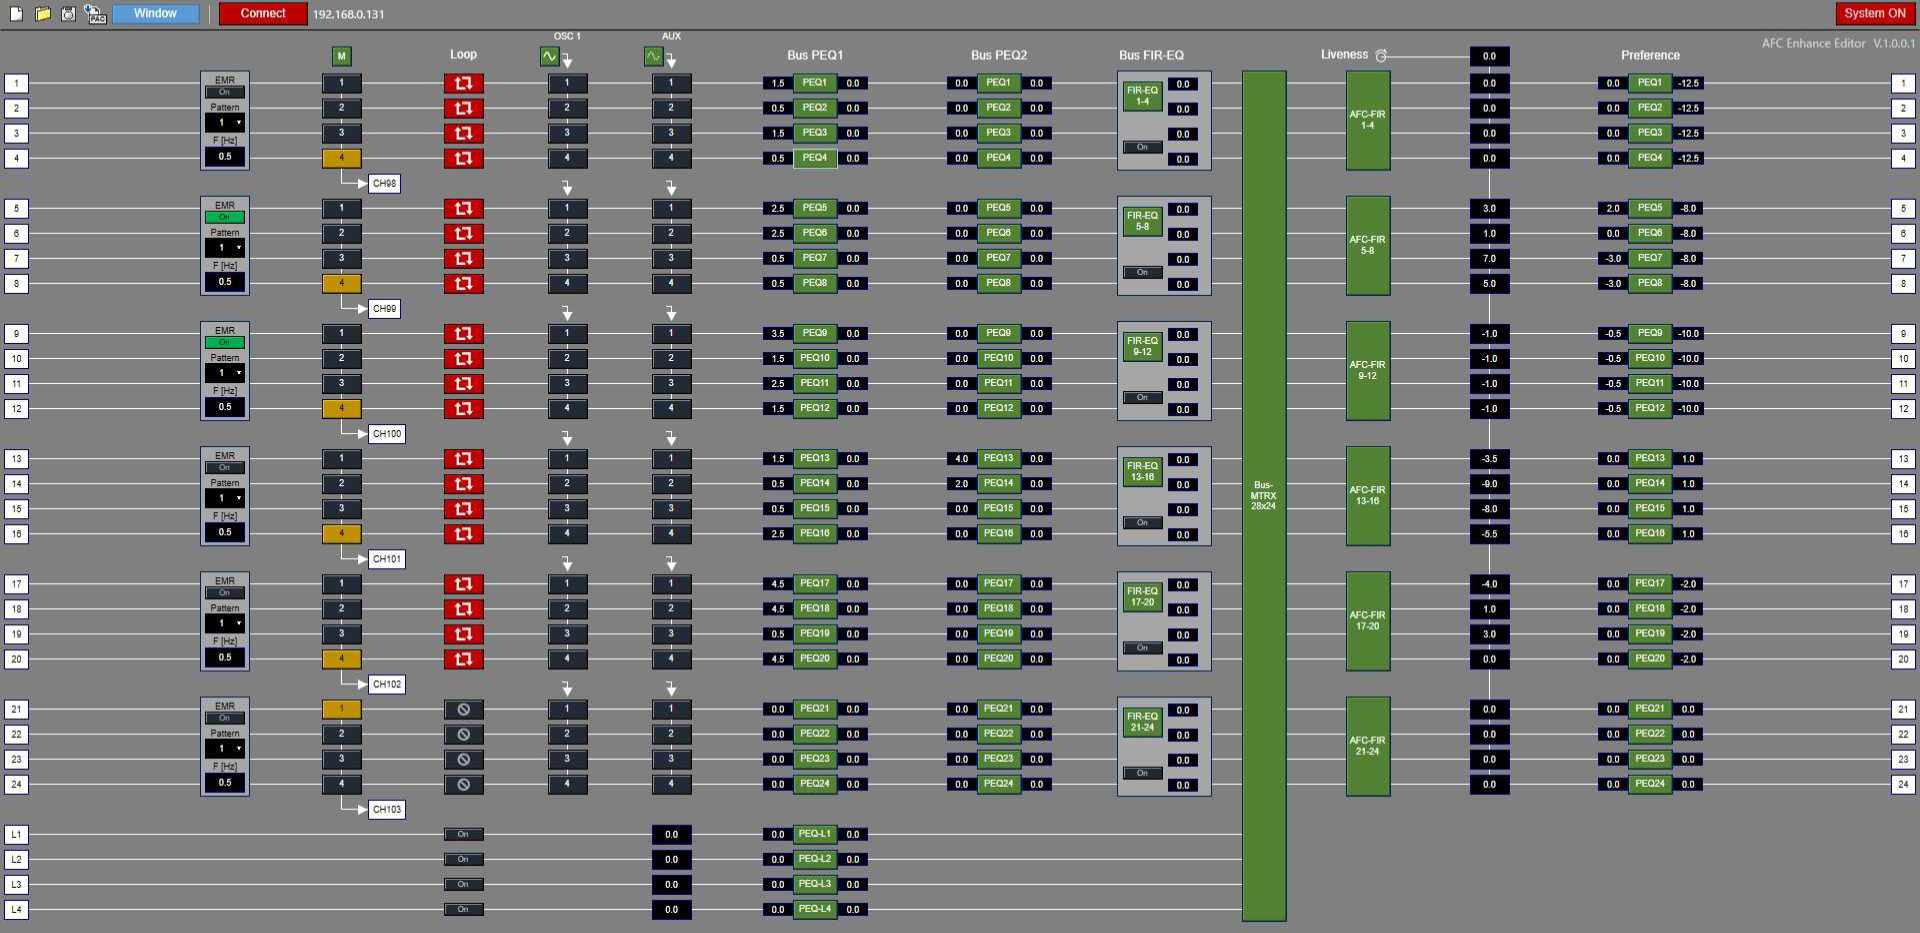 PAC Window Connect 192.168.0.131 System ON
OSC 1 AUX
AFC Enhance Editor V.1.0.0.1
M Loop Bus PEQ1 Bus PEQ2 Bus FIR-EQ Liveness 0.0 Preference
EMR
1 On 1 1 1 1.5 PEQ1 0.0 0.0 PEQ1 0.0 FIR-EQ 1-4 0.0 AFC-FIR 1-4 0.0 0.0 PEQ1 -12.5 1
2 Pattern 2 2 2 0.5 PEQ2 0.0 0.0 PEQ2 0.0 0.0 0.0 0.0 PEQ2 -12.5 2
3 1 F [Hz] 3 3 3 1.5 PEQ3 0.0 0.0 PEQ3 0.0 0.0 0.0 0.0 PEQ3 -12.5 3
4 0.5 4 4 4 0.5 PEQ4 0.0 0.0 PEQ4 0.0 On 0.0 0.0 0.0 PEQ4 -12.5 4
CH98
EMR
5 On 1 1 1 2.5 PEQ5 0.0 0.0 PEQ5 0.0 FIR-EQ 5-8 0.0 AFC-FIR 5-8 3.0 2.0 PEQ5 -8.0 5
6 Pattern 2 2 2 2.5 PEQ6 0.0 0.0 PEQ6 0.0 0.0 1.0 0.0 PEQ6 -8.0 6
7 1 F [Hz] 3 3 3 0.5 PEQ7 0.0 0.0 PEQ7 0.0 0.0 7.0 -3.0 PEQ7 -8.0 7
8 0.5 4 4 4 0.5 PEQ8 0.0 0.0 PEQ8 0.0 On 0.0 5.0 -3.0 PEQ8 -8.0 8
CH99
EMR
9 On 1 1 1 3.5 PEQ9 0.0 0.0 PEQ9 0.0 FIR-EQ 9-12 0.0 AFC-FIR 9-12 -1.0 -0.5 PEQ9 -10.0 9
10 Pattern 2 2 2 1.5 PEQ10 0.0 0.0 PEQ10 0.0 0.0 -1.0 -0.5 PEQ10 -10.0 10
11 1 F [Hz] 3 3 3 2.5 PEQ11 0.0 0.0 PEQ11 0.0 0.0 -1.0 -0.5 PEQ11 -10.0 11
12 0.5 4 4 4 1.5 PEQ12 0.0 0.0 PEQ12 0.0 On 0.0 -1.0 -0.5 PEQ12 -10.0 12
CH100
EMR
13 On 1 1 1 1.5 PEQ13 0.0 4.0 PEQ13 0.0 FIR-EQ 13-16 0.0 AFC-FIR 13-16 -3.5 0.0 PEQ13 1.0 13
14 Pattern 2 2 2 0.5 PEQ14 0.0 2.0 PEQ14 0.0 0.0 Bus-MTRX 28x24 -9.0 0.0 PEQ14 1.0 14
15 1 F [Hz] 3 3 3 0.5 PEQ15 0.0 0.0 PEQ15 0.0 0.0 -8.0 0.0 PEQ15 1.0 15
16 0.5 4 4 4 2.5 PEQ16 0.0 0.0 PEQ16 0.0 On 0.0 -5.5 0.0 PEQ16 1.0 16
CH101
EMR
17 On 1 1 1 4.5 PEQ17 0.0 0.0 PEQ17 0.0 FIR-EQ 17-20 0.0 AFC-FIR 17-20 -4.0 0.0 PEQ17 -2.0 17
18 Pattern 2 2 2 4.5 PEQ18 0.0 0.0 PEQ18 0.0 0.0 1.0 0.0 PEQ18 -2.0 18
19 1 F [Hz] 3 3 3 0.5 PEQ19 0.0 0.0 PEQ19 0.0 0.0 3.0 0.0 PEQ19 -2.0 19
20 0.5 4 4 4 4.5 PEQ20 0.0 0.0 PEQ20 0.0 On 0.0 0.0 0.0 PEQ20 -2.0 20
CH102
EMR
21 On 1 1 1 0.0 PEQ21 0.0 0.0 PEQ21 0.0 FIR-EQ 21-24 0.0 AFC-FIR 21-24 0.0 0.0 PEQ21 0.0 21
22 Pattern 2 2 2 0.0 PEQ22 0.0 0.0 PEQ22 0.0 0.0 0.0 0.0 PEQ22 0.0 22
23 1 F [Hz] 3 3 3 0.0 PEQ23 0.0 0.0 PEQ23 0.0 0.0 0.0 0.0 PEQ23 0.0 23
24 0.5 4 4 4 0.0 PEQ24 0.0 0.0 PEQ24 0.0 On 0.0 0.0 0.0 PEQ24 0.0 24
CH103
L1 On 0.0 0.0 PEQ-L1 0.0
L2 On 0.0 0.0 PEQ-L2 0.0
L3 On 0.0 0.0 PEQ-L3 0.0
L4 On 0.0 0.0 PEQ-L4 0.0